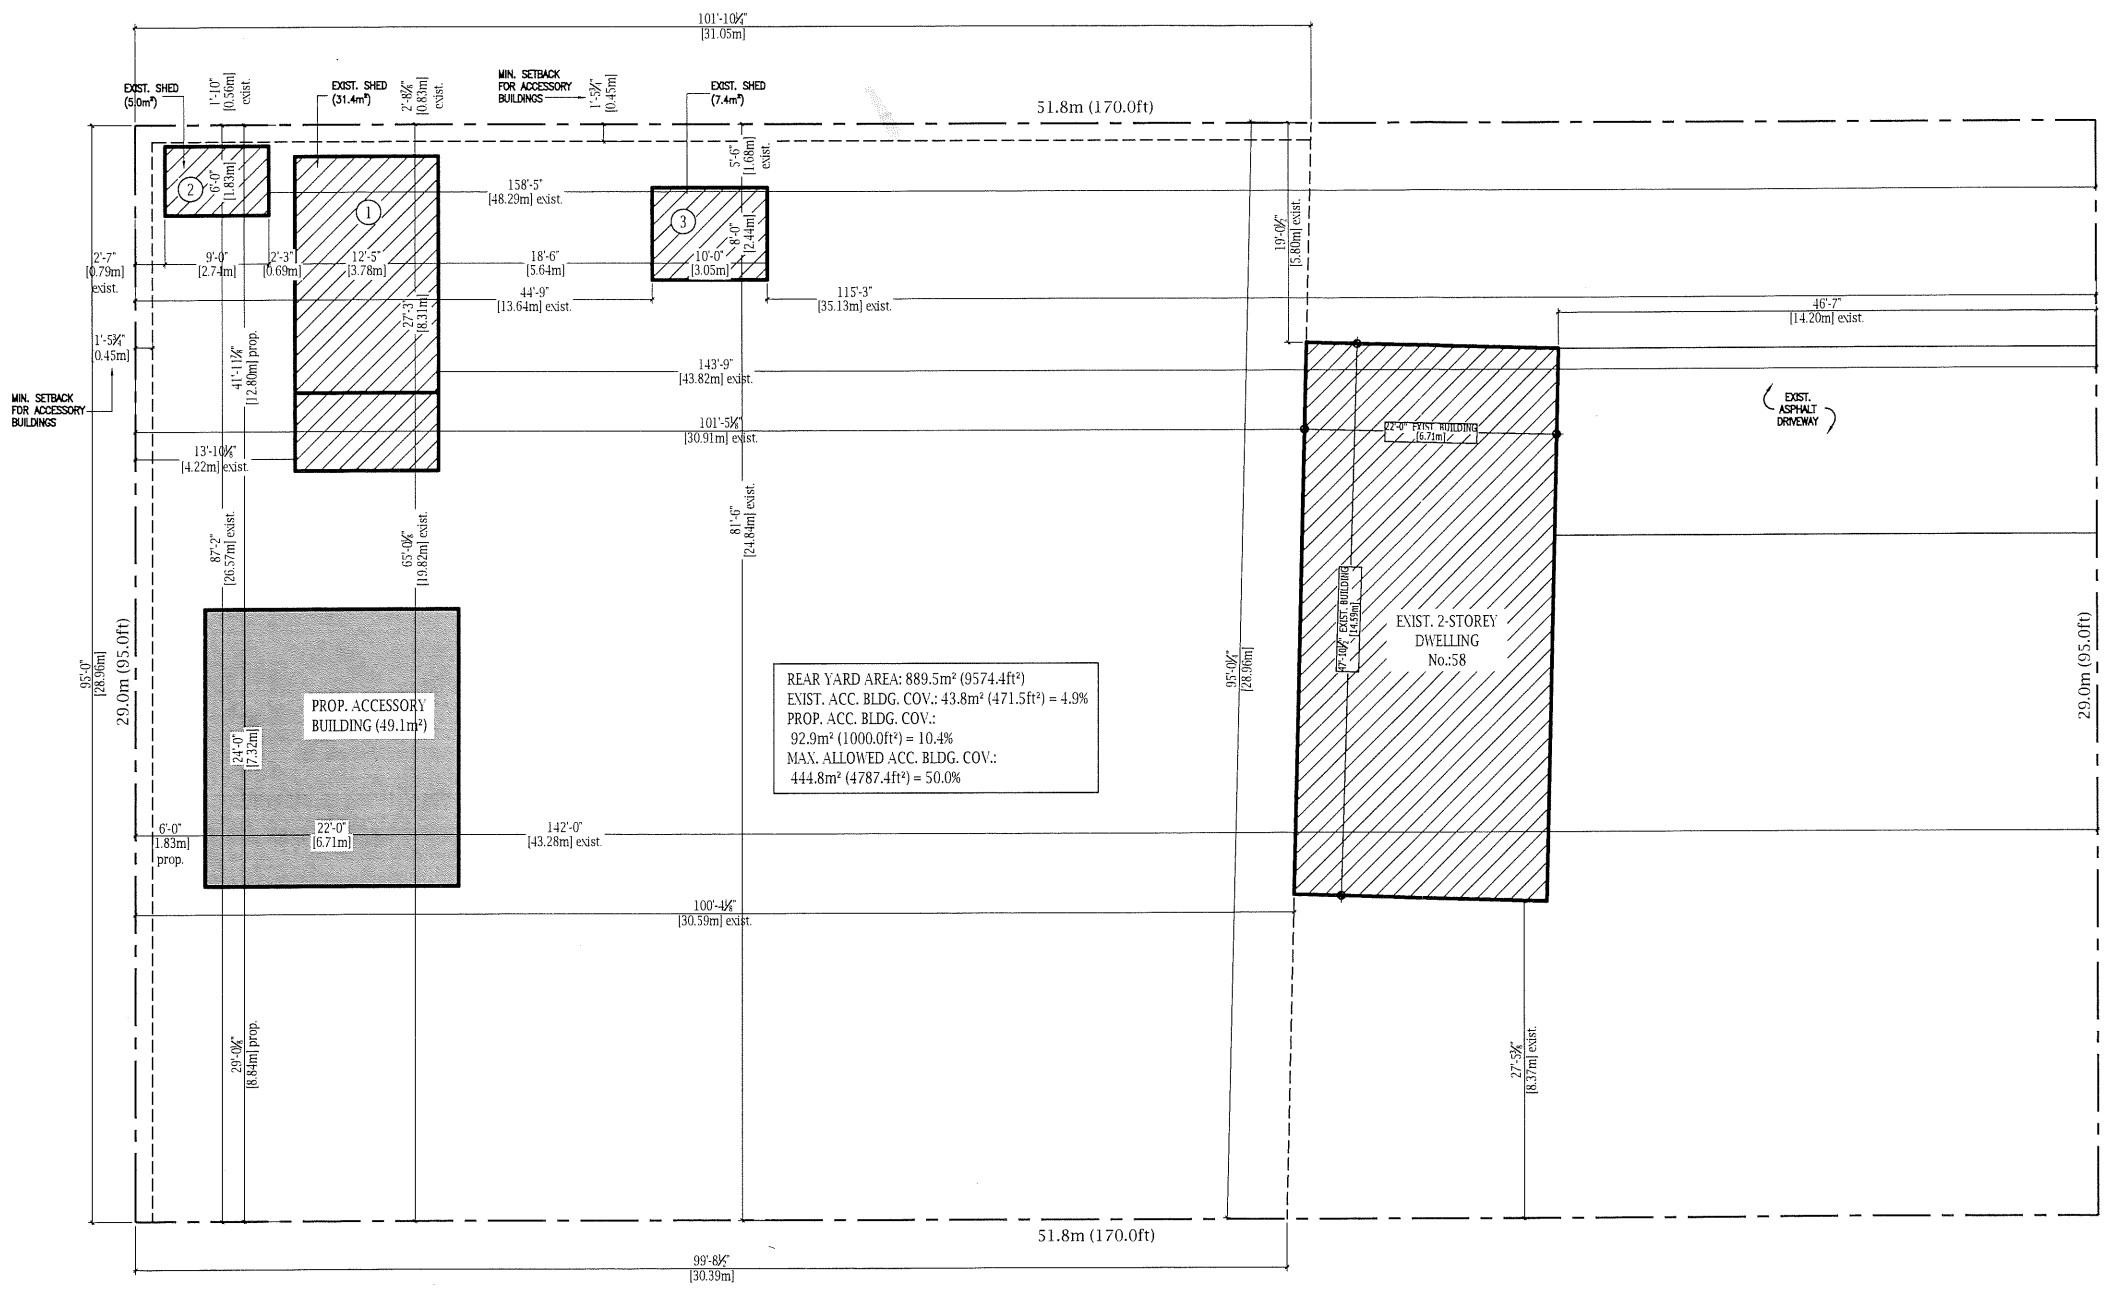 101'-10¼"
[31.05m]
EXIST. SHED
(5.0m²)
1'-10"
[0.56m]
exist.
EXIST. SHED
(31.4m²)
2'-8⅝"
[0.83m]
exist.
MIN. SETBACK
FOR ACCESSORY
BUILDINGS
1'-5¾"
[0.45m]
EXIST. SHED
(7.4m²)
51.8m (170.0ft)
2
6'-0"
[1.83m]
1
158'-5"
[48.29m] exist.
3
5'-6"
[1.68m]
exist.
8'-0"
[2.44m]
19'-0½"
[5.80m] exist.
2'-7"
[0.79m]
exist.
9'-0"
[2.74m]
2'-3"
[0.69m]
12'-5"
[3.78m]
18'-6"
[5.64m]
10'-0"
[3.05m]
44'-9"
[13.64m] exist.
115'-3"
[35.13m] exist.
46'-7"
[14.20m] exist.
27'-3"
[8.31m]
1'-5¾"
[0.45m]
41'-11⅞"
[12.80m] prop.
143'-9"
[43.82m] exist.
MIN. SETBACK
FOR ACCESSORY
BUILDINGS
EXIST.
ASPHALT
DRIVEWAY
101'-5⅛"
[30.91m] exist.
22'-0" EXIST BUILDING
[6.71m]
13'-10⅛"
[4.22m] exist.
87'-2"
[26.57m] exist.
65'-0⅛"
[19.82m] exist.
81'-6"
[24.84m] exist.
47'-10½" EXIST. BUILDING
[14.59m]
EXIST. 2-STOREY
DWELLING
No.:58
95'-0"
[28.96m]
29.0m (95.0ft)
95'-0¼"
[28.96m]
29.0m (95.0ft)
REAR YARD AREA: 889.5m² (9574.4ft²)
EXIST. ACC. BLDG. COV.: 43.8m² (471.5ft²) = 4.9%
PROP. ACC. BLDG. COV.:
92.9m² (1000.0ft²) = 10.4%
MAX. ALLOWED ACC. BLDG. COV.:
444.8m² (4787.4ft²) = 50.0%
PROP. ACCESSORY
BUILDING (49.1m²)
24'-0"
[7.32m]
6'-0"
[1.83m]
prop.
22'-0"
[6.71m]
142'-0"
[43.28m] exist.
100'-4⅜"
[30.59m] exist.
29'-0⅛"
[8.84m] prop.
27'-5⅜"
[8.37m] exist.
51.8m (170.0ft)
99'-8½"
[30.39m]